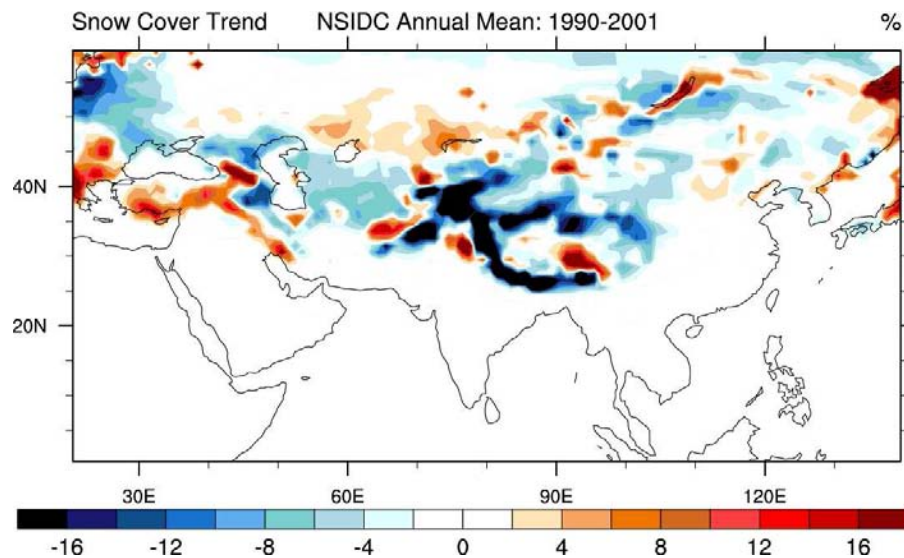 Snow Cover Trend NSIDC Annual Mean: 1990-2001 %
40N
20N
30E 60E 90E 120E
-16 -12 -8 -4 0 4 8 12 16